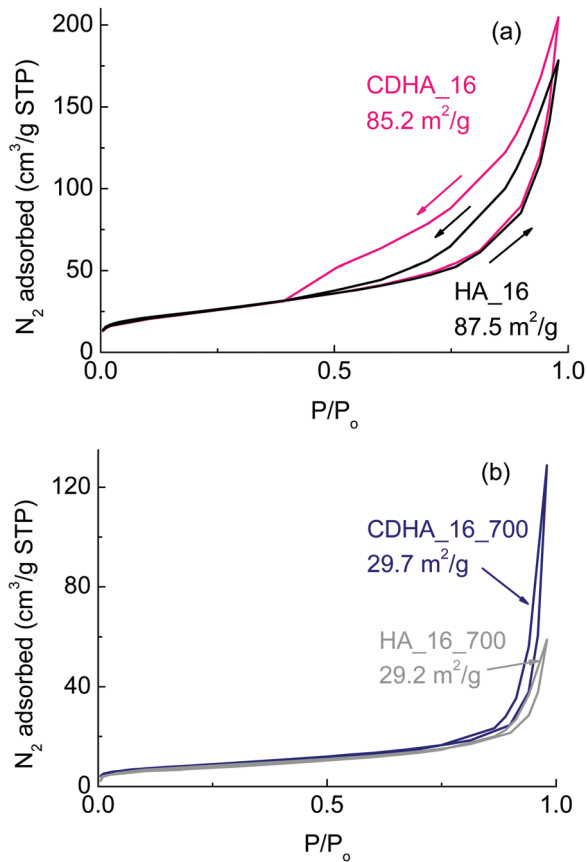 (a)
N₂ adsorbed (cm³/g STP)
200
150
100
50
0
CDHA_16
85.2 m²/g
HA_16
87.5 m²/g
0.0
0.5
1.0
P/Pₒ
(b)
N₂ adsorbed (cm³/g STP)
120
80
40
0
CDHA_16_700
29.7 m²/g
HA_16_700
29.2 m²/g
0.0
0.5
1.0
P/Pₒ